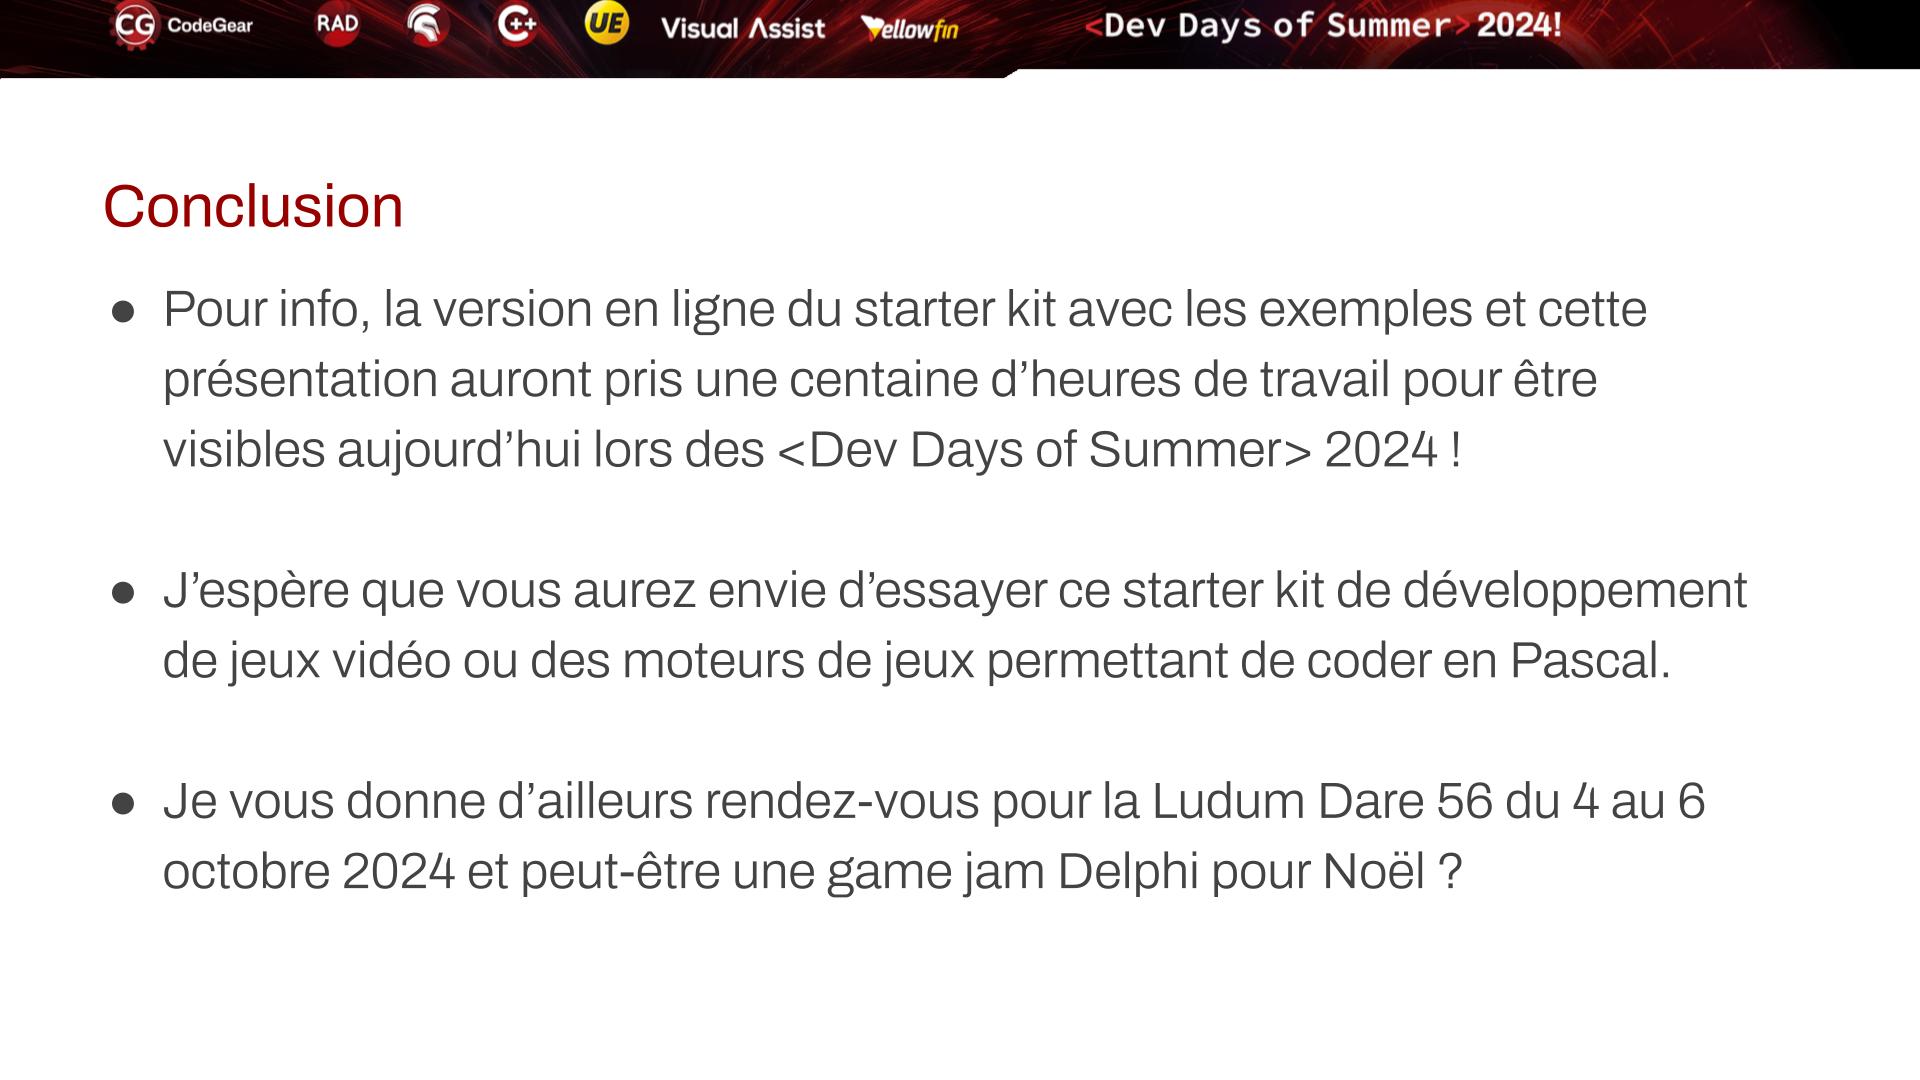 CG CodeGear RAD C++ UE Visual Assist Yellowfin <Dev Days of Summer> 2024!
Conclusion
● Pour info, la version en ligne du starter kit avec les exemples et cette
présentation auront pris une centaine d’heures de travail pour être
visibles aujourd’hui lors des <Dev Days of Summer> 2024 !
● J’espère que vous aurez envie d’essayer ce starter kit de développement
de jeux vidéo ou des moteurs de jeux permettant de coder en Pascal.
● Je vous donne d’ailleurs rendez-vous pour la Ludum Dare 56 du 4 au 6
octobre 2024 et peut-être une game jam Delphi pour Noël ?